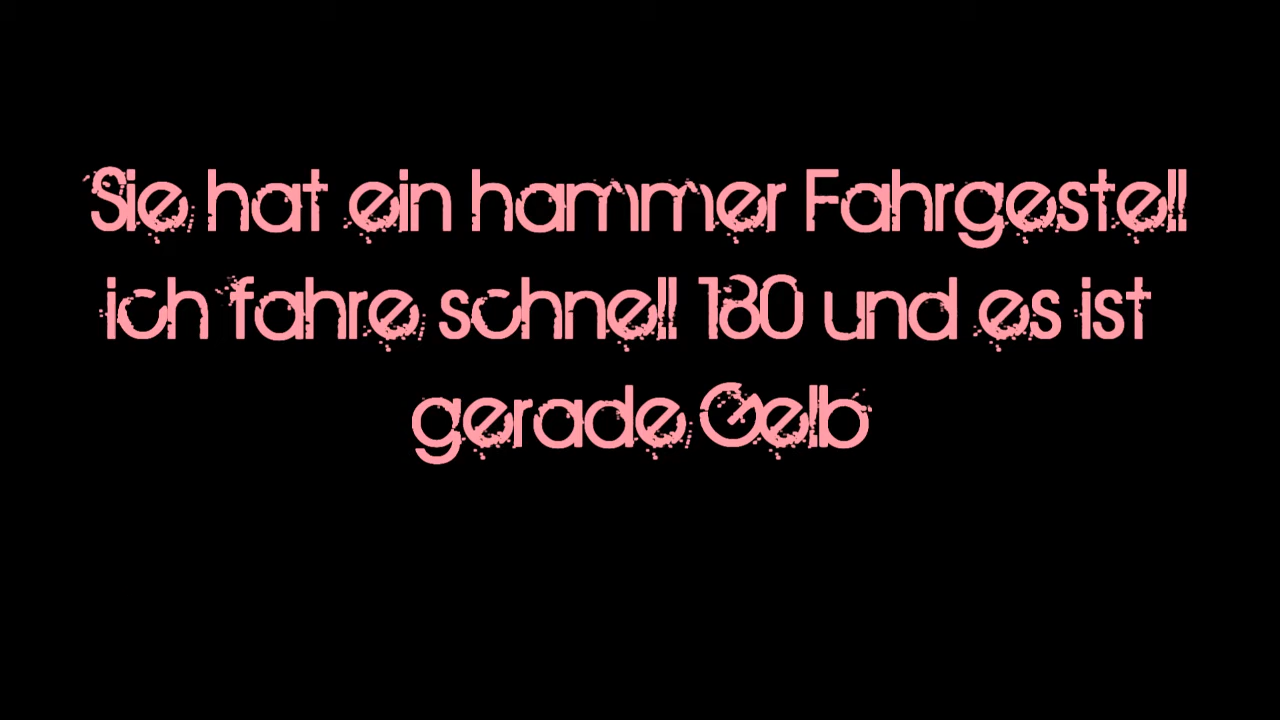 Sie hat ein hammer Fahrgestell
ich fahre schnell 180 und es ist
gerade Gelb